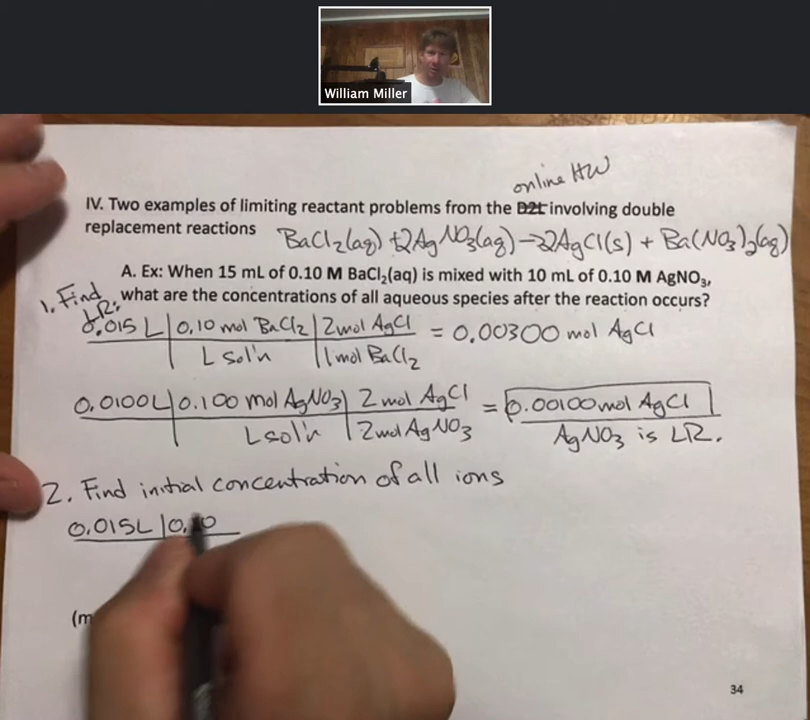 William Miller
online HW
IV. Two examples of limiting reactant problems from the D2L involving double
replacement reactions BaCl2(aq) + 2AgNO3(aq) → 2AgCl(s) + Ba(NO3)2(aq)
A. Ex: When 15 mL of 0.10 M BaCl2(aq) is mixed with 10 mL of 0.10 M AgNO3,
1. Find LR. what are the concentrations of all aqueous species after the reaction occurs?
0.015 L | 0.10 mol BaCl2 | 2 mol AgCl = 0.00300 mol AgCl
L sol'n | 1 mol BaCl2
0.0100L | 0.100 mol AgNO3 | 2 mol AgCl = 0.00100 mol AgCl
L sol'n | 2 mol AgNO3 AgNO3 is LR.
2. Find initial concentration of all ions
0.015L | 0.10
(m
34